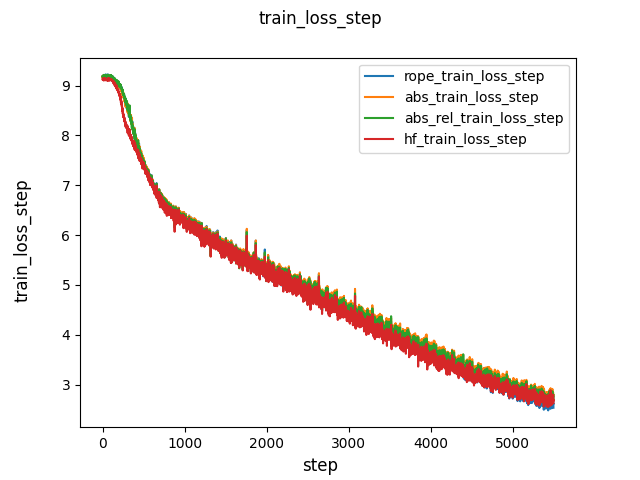 train_loss_step
rope_train_loss_step
abs_train_loss_step
abs_rel_train_loss_step
hf_train_loss_step
train_loss_step
9
8
7
6
5
4
3
0
1000
2000
3000
4000
5000
step